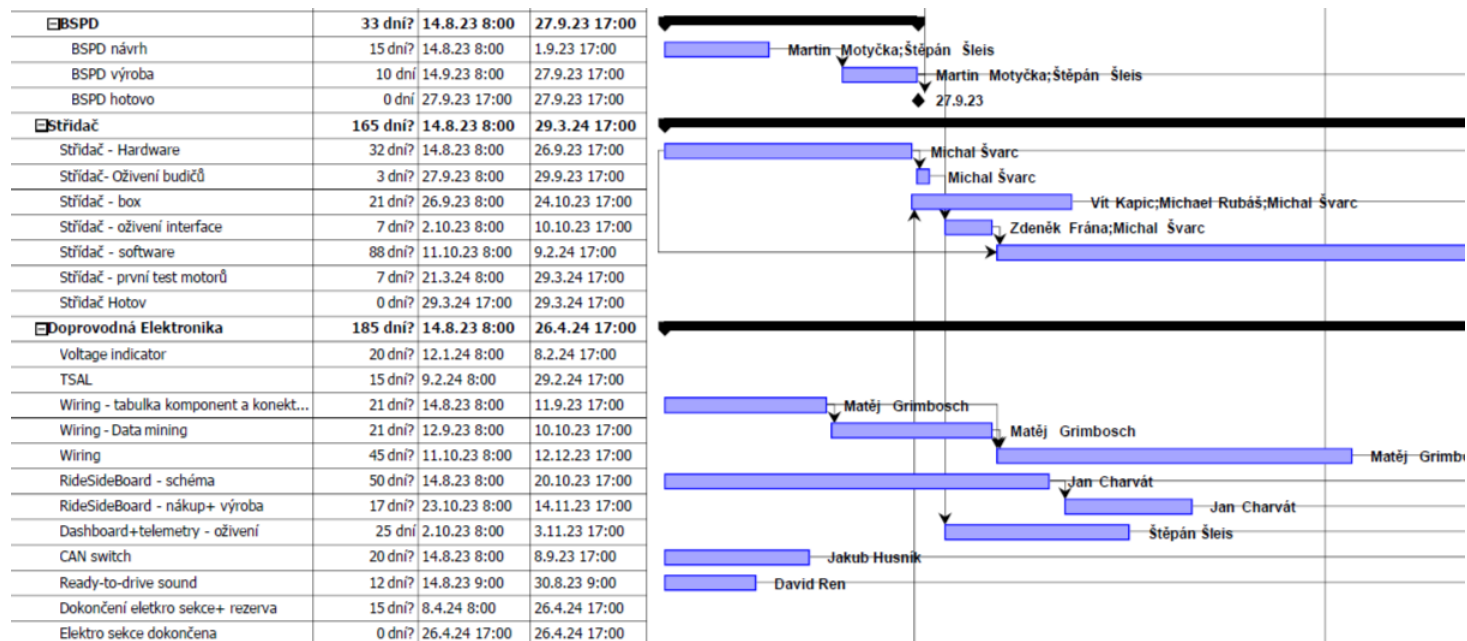 BSPD 33 dní? 14.8.23 8:00 27.9.23 17:00
BSPD návrh 15 dní? 14.8.23 8:00 1.9.23 17:00 Martin Motyčka;Štěpán Šleis
BSPD výroba 10 dní 14.9.23 8:00 27.9.23 17:00 Martin Motyčka;Štěpán Šleis
BSPD hotovo 0 dní 27.9.23 17:00 27.9.23 17:00 27.9.23
Střídač 165 dní? 14.8.23 8:00 29.3.24 17:00
Střídač - Hardware 32 dní? 14.8.23 8:00 26.9.23 17:00 Michal Švarc
Střídač- Oživení budičů 3 dní? 27.9.23 8:00 29.9.23 17:00 Michal Švarc
Střídač - box 21 dní? 26.9.23 8:00 24.10.23 17:00 Vít Kapic;Michael Rubáš;Michal Švarc
Střídač - oživení interface 7 dní? 2.10.23 8:00 10.10.23 17:00 Zdeněk Frána;Michal Švarc
Střídač - software 88 dní? 11.10.23 8:00 9.2.24 17:00
Střídač - první test motorů 7 dní? 21.3.24 8:00 29.3.24 17:00
Střídač Hotov 0 dní? 29.3.24 17:00 29.3.24 17:00
Doprovodná Elektronika 185 dní? 14.8.23 8:00 26.4.24 17:00
Voltage indicator 20 dní? 12.1.24 8:00 8.2.24 17:00
TSAL 15 dní? 9.2.24 8:00 29.2.24 17:00
Wiring - tabulka komponent a konekt... 21 dní? 14.8.23 8:00 11.9.23 17:00 Matěj Grimbosch
Wiring - Data mining 21 dní? 12.9.23 8:00 10.10.23 17:00 Matěj Grimbosch
Wiring 45 dní? 11.10.23 8:00 12.12.23 17:00 Matěj Grimbo
RideSideBoard - schéma 50 dní? 14.8.23 8:00 20.10.23 17:00 Jan Charvát
RideSideBoard - nákup+ výroba 17 dní? 23.10.23 8:00 14.11.23 17:00 Jan Charvát
Dashboard+telemetry - oživení 25 dní 2.10.23 8:00 3.11.23 17:00 Štěpán Šleis
CAN switch 20 dní? 14.8.23 8:00 8.9.23 17:00 Jakub Husník
Ready-to-drive sound 12 dní? 14.8.23 9:00 30.8.23 9:00 David Ren
Dokončení eletkro sekce+ rezerva 15 dní? 8.4.24 8:00 26.4.24 17:00
Elektro sekce dokončena 0 dní? 26.4.24 17:00 26.4.24 17:00